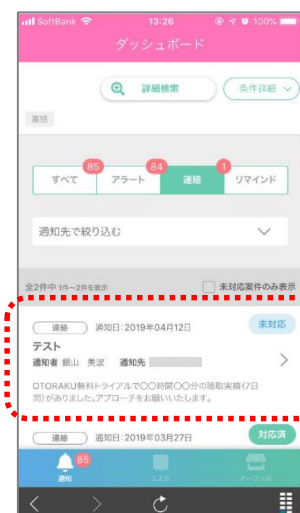 SoftBank 13:26 100%
ダッシュボード
詳細検索 条件詳細
連絡
85 84 1
すべて アラート 連絡 リマインド
通知先で絞り込む
全2件中 1件~2件を表示 未対応案件のみ表示
連絡 通知日:2019年04月12日 未対応
テスト
通知者 銀山 美波 通知先
OTORAKU無料トライアルで〇〇時間〇〇分の聴取実績(7日
間)がありました。アプローチをお願いいたします。
連絡 通知日:2019年03月27日 対応済
85
通知 エスカ オープン店